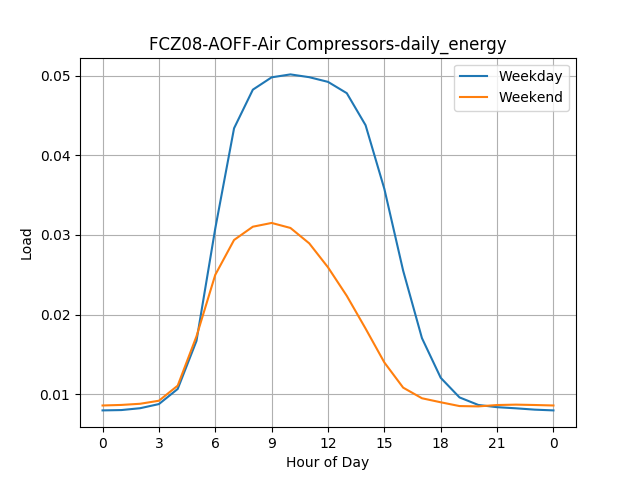 FCZ08-AOFF-Air Compressors-daily_energy
Weekday
Weekend
0.05
0.04
0.03
0.02
0.01
Load
0 3 6 9 12 15 18 21 0
Hour of Day